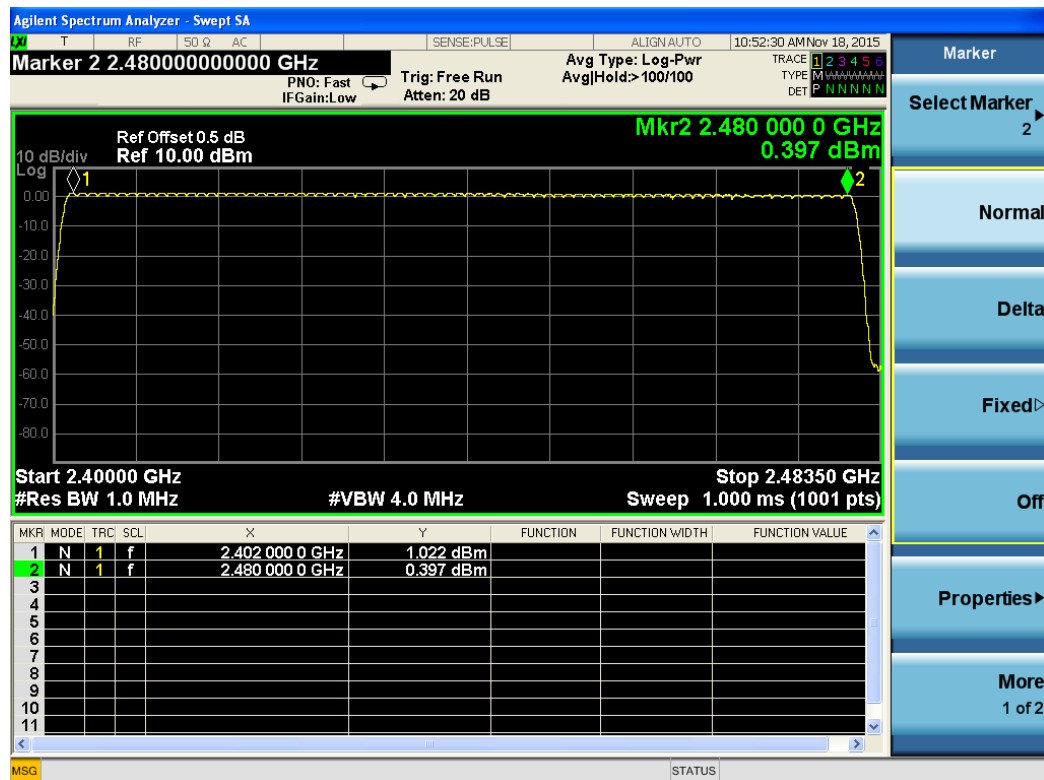 Agilent Spectrum Analyzer - Swept SA
LXI T RF 50 Ω AC SENSE:PULSE ALIGN AUTO 10:52:30 AM Nov 18, 2015
Marker 2 2.480000000000 GHz
PNO: Fast
IFGain:Low
Trig: Free Run
Atten: 20 dB
Avg Type: Log-Pwr
Avg|Hold:>100/100
TRACE 1 2 3 4 5 6
TYPE M
DET P N N N N N
Ref Offset 0.5 dB
10 dB/div Ref 10.00 dBm
Log
Mkr2 2.480 000 0 GHz
0.397 dBm
1
2
0.00
-10.0
-20.0
-30.0
-40.0
-50.0
-60.0
-70.0
-80.0
Start 2.40000 GHz Stop 2.48350 GHz
#Res BW 1.0 MHz #VBW 4.0 MHz Sweep 1.000 ms (1001 pts)
MKR MODE TRC SCL X Y FUNCTION FUNCTION WIDTH FUNCTION VALUE
1 N 1 f 2.402 000 0 GHz 1.022 dBm
2 N 1 f 2.480 000 0 GHz 0.397 dBm
3
4
5
6
7
8
9
10
11
MSG STATUS
Marker
Select Marker
2
Normal
Delta
Fixed
Off
Properties
More
1 of 2